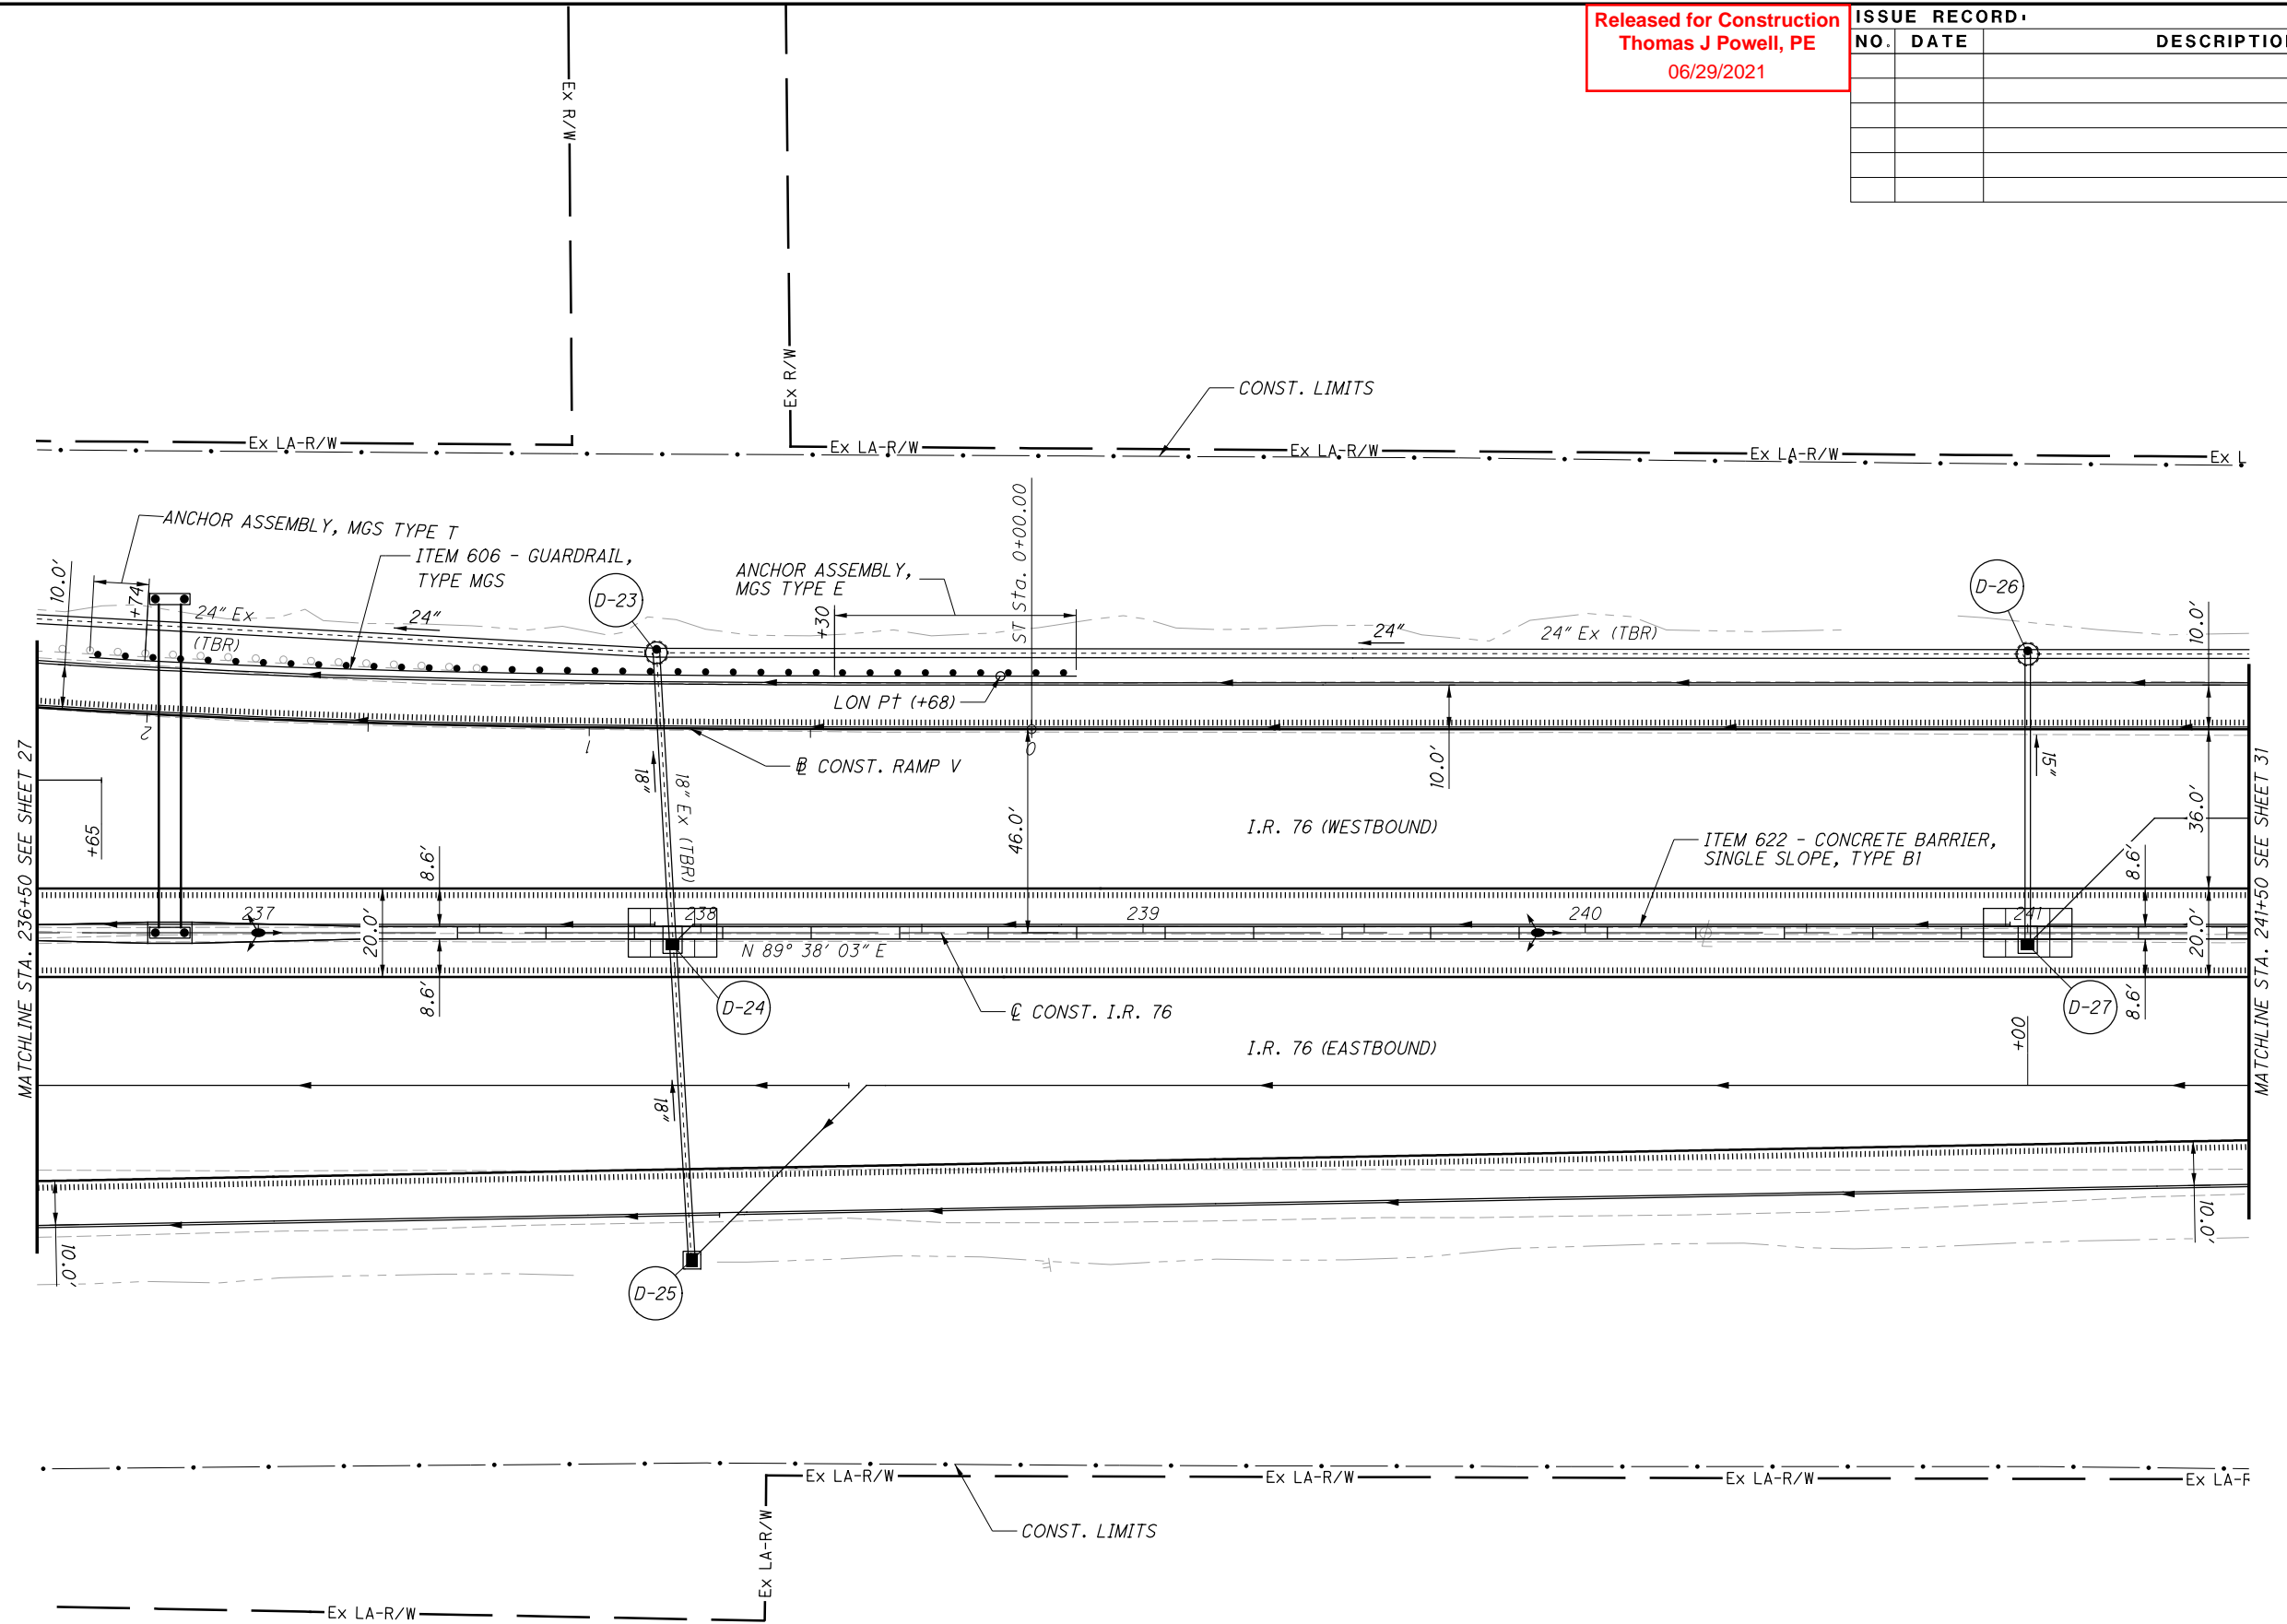 Released for Construction
Thomas J Powell, PE
06/29/2021
ISSUE RECORD:
NO. DATE DESCRIPTION
Ex R/W
Ex R/W
CONST. LIMITS
Ex LA-R/W
Ex LA-R/W
Ex LA-R/W
Ex LA-R/W
Ex L
ANCHOR ASSEMBLY, MGS TYPE T
ITEM 606 - GUARDRAIL,
TYPE MGS
ANCHOR ASSEMBLY,
MGS TYPE E
ST Sta. 0+00.00
10.0'
+74
24" Ex
(TBR)
24"
D-23
+30
24"
24" Ex (TBR)
D-26
10.0'
LON Pt (+68)
2
1
0
℄ CONST. RAMP V
18"
18" Ex (TBR)
46.0'
10.0'
15"
36.0'
MATCHLINE STA. 236+50 SEE SHEET 27
MATCHLINE STA. 241+50 SEE SHEET 31
+65
I.R. 76 (WESTBOUND)
ITEM 622 - CONCRETE BARRIER,
SINGLE SLOPE, TYPE B1
8.6'
8.6'
237
238
239
240
241
20.0'
20.0'
N 89° 38' 03" E
8.6'
8.6'
D-24
℄ CONST. I.R. 76
D-27
I.R. 76 (EASTBOUND)
+00
18"
10.0'
10.0'
D-25
Ex LA-R/W
Ex LA-R/W
Ex LA-R/W
Ex LA-R
CONST. LIMITS
Ex LA-R/W
Ex LA-R/W